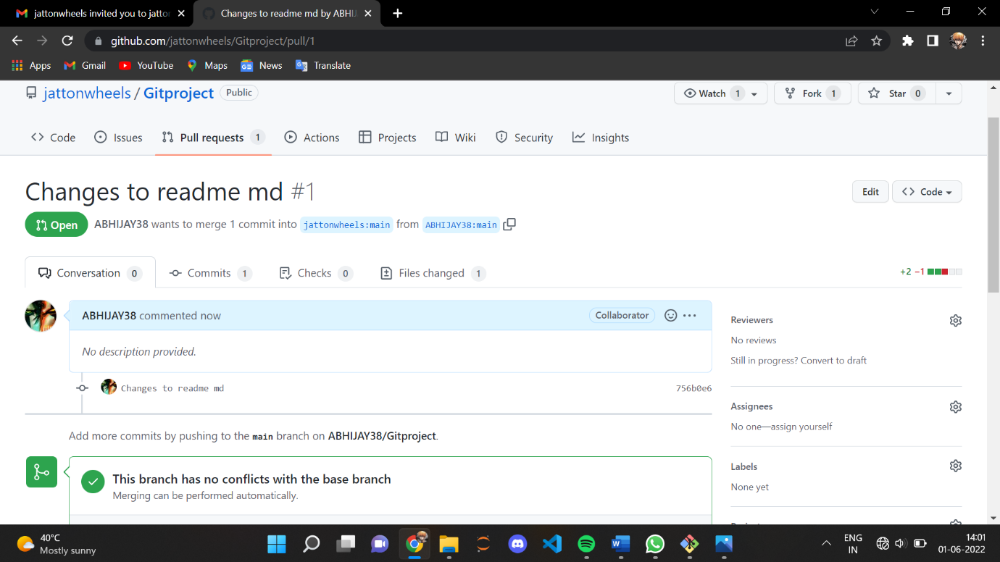 jattonwheels invited you to jatton
Changes to readme md by ABHIJ
github.com/jattonwheels/Gitproject/pull/1
Apps Gmail YouTube Maps News Translate
jattonwheels / Gitproject Public
Watch 1 Fork 1 Star 0
Code Issues Pull requests 1 Actions Projects Wiki Security Insights
Changes to readme md #1
Edit Code
Open ABHIJAY38 wants to merge 1 commit into jattonwheels:main from ABHIJAY38:main
Conversation 0 Commits 1 Checks 0 Files changed 1
+2 −1
ABHIJAY38 commented now
Collaborator
No description provided.
Changes to readme md 756b0e6
Add more commits by pushing to the main branch on ABHIJAY38/Gitproject.
This branch has no conflicts with the base branch
Merging can be performed automatically.
Reviewers
No reviews
Still in progress? Convert to draft
Assignees
No one—assign yourself
Labels
None yet
40°C
Mostly sunny
ENG
IN
14:01
01-06-2022